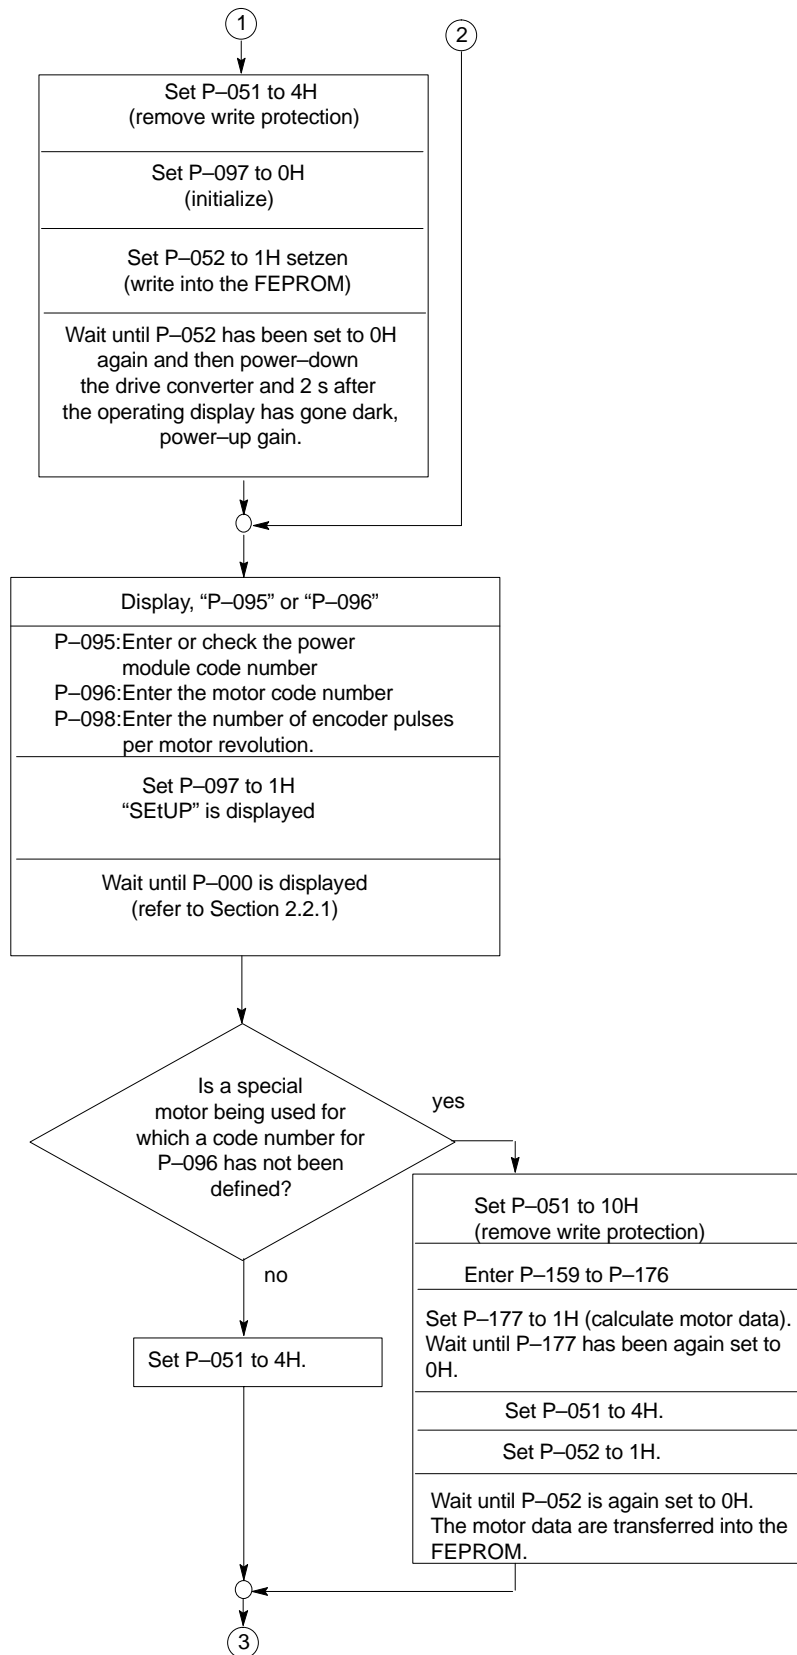 1
2
Set P–051 to 4H
(remove write protection)
Set P–097 to 0H
(initialize)
Set P–052 to 1H setzen
(write into the FEPROM)
Wait until P–052 has been set to 0H
again and then power–down
the drive converter and 2 s after
the operating display has gone dark,
power–up gain.
Display, “P–095” or “P–096”
P–095:Enter or check the power
module code number
P–096:Enter the motor code number
P–098:Enter the number of encoder pulses
per motor revolution.
Set P–097 to 1H
“SEtUP” is displayed
Wait until P–000 is displayed
(refer to Section 2.2.1)
Is a special
motor being used for
which a code number for
P–096 has not been
defined?
yes
Set P–051 to 10H
(remove write protection)
Enter P–159 to P–176
Set P–177 to 1H (calculate motor data).
Wait until P–177 has been again set to
0H.
Set P–051 to 4H.
Set P–052 to 1H.
Wait until P–052 is again set to 0H.
The motor data are transferred into the
FEPROM.
no
Set P–051 to 4H.
3